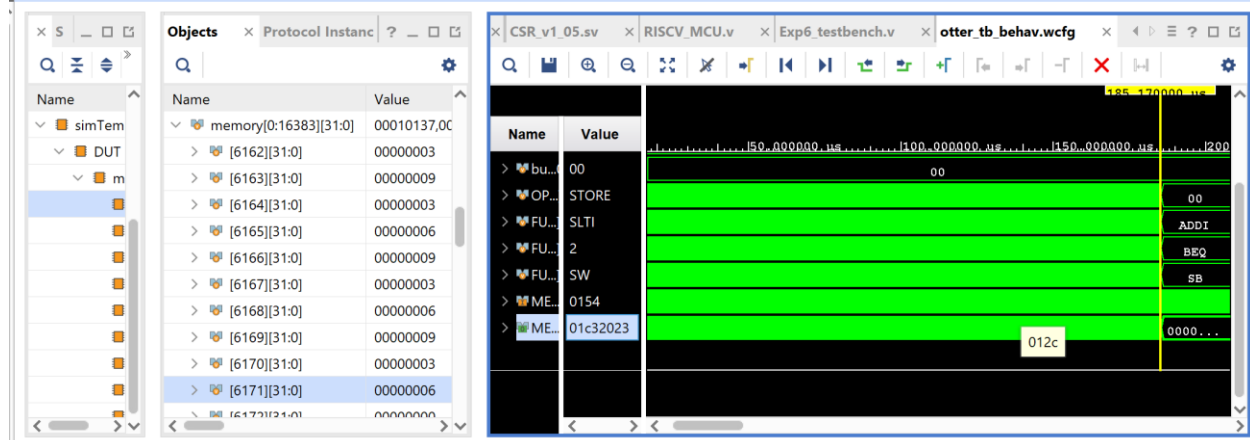 S
Objects
Protocol Instanc
?
CSR_v1_05.sv
RISCV_MCU.v
Exp6_testbench.v
otter_tb_behav.wcfg
?
Name
simTem
DUT
m
Name Value
memory[0:16383][31:0] 00010137,00
[6162][31:0] 00000003
[6163][31:0] 00000009
[6164][31:0] 00000003
[6165][31:0] 00000006
[6166][31:0] 00000009
[6167][31:0] 00000003
[6168][31:0] 00000006
[6169][31:0] 00000009
[6170][31:0] 00000003
[6171][31:0] 00000006
[6172][31:0] 00000000
185.170000 us
Name Value
50.000000 us 100.000000 us 150.000000 us 200
bu... 00 00
OP... STORE 00
FU...] SLTI ADDI
FU...] 2 BEQ
FU...] SW SB
ME... 0154
ME... 01c32023 0000...
012c